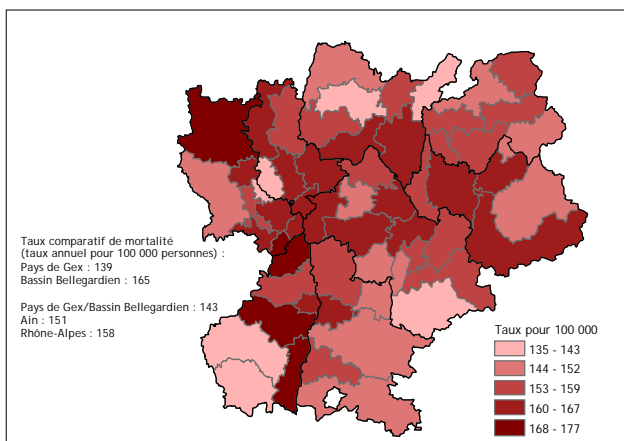 Taux comparatif de mortalité
(taux annuel pour 100 000 personnes) :
Pays de Gex : 139
Bassin Bellegardien : 165
Pays de Gex/Bassin Bellegardien : 143
Ain : 151
Rhône-Alpes : 158
Taux pour 100 000
135 - 143
144 - 152
153 - 159
160 - 167
168 - 177